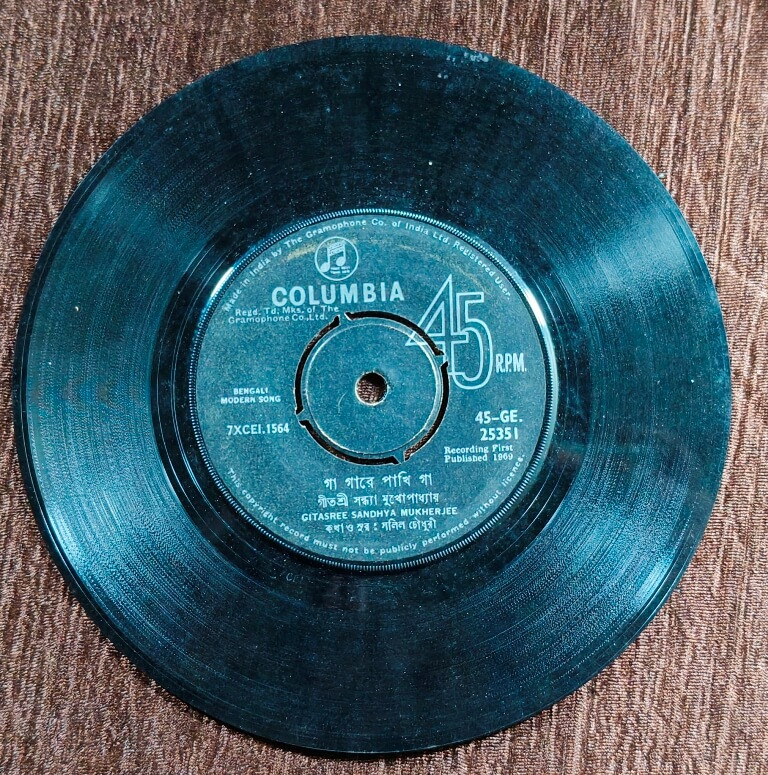 Made in India by The Gramophone Co. of India Ltd. Registered User
COLUMBIA
Regd. Td. Mks. of The
Gramophone Co., Ltd.
45
R.P.M.
BENGALI
MODERN SONG
7XCEI.1564
45-GE.
25351
Recording First
Published 1969
গা গারে পাখি গা
গীতশ্রী সন্ধ্যা মুখোপাধ্যায়
GITASREE SANDHYA MUKHERJEE
কথা ও সুর : সলিল চৌধুরী
This copyright record must not be publicly performed without licence.